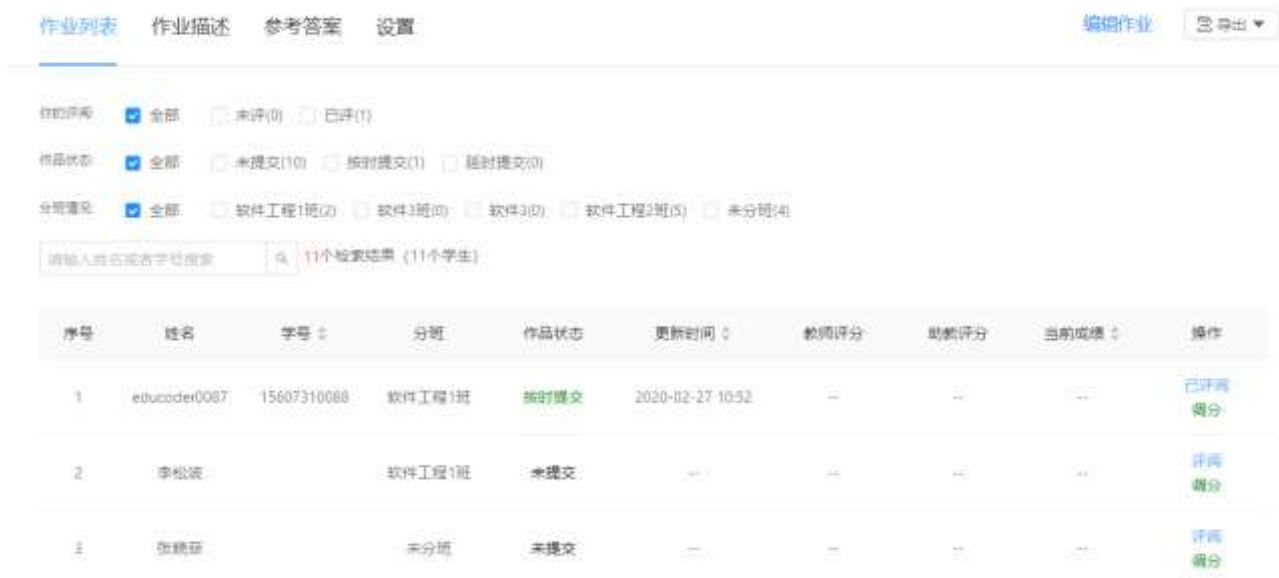 作业列表 作业描述 参考答案 设置 编辑作业 导出
你的评阅: 全部 未评(0) 已评(1)
作品状态: 全部 未提交(10) 按时提交(1) 延时提交(0)
分班情况: 全部 软件工程1班(2) 软件3班(0) 软件3(0) 软件工程2班(5) 未分班(4)
请输入姓名或者学号搜索 11个检索结果 (11个学生)
序号 姓名 学号 分班 作品状态 更新时间 教师评分 助教评分 当前成绩 操作
1 educoder0087 15607310088 软件工程1班 按时提交 2020-02-27 10:52 -- -- -- 已评阅
调分
2 李松波 软件工程1班 未提交 -- -- -- -- 评阅
调分
3 未分班 未提交 -- -- -- -- 评阅
调分